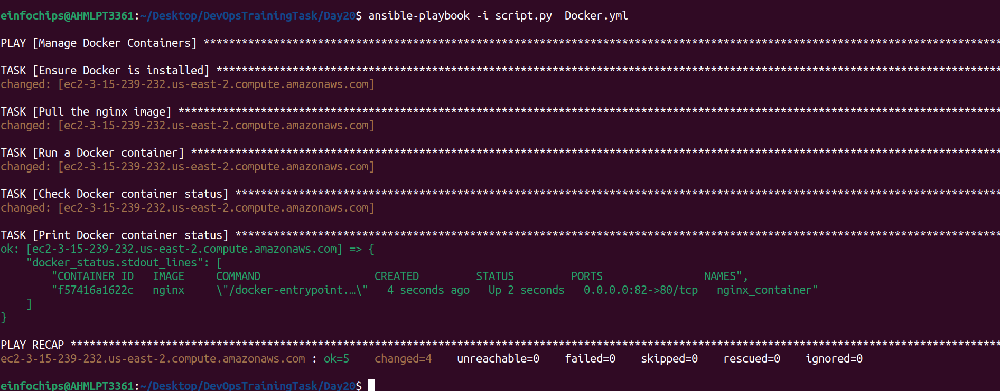 einfochips@AHMLPT3361:~/Desktop/DevOpsTrainingTask/Day20$ ansible-playbook -i script.py  Docker.yml
PLAY [Manage Docker Containers] ******************************************************************************************************************************
TASK [Ensure Docker is installed] ****************************************************************************************************************************
changed: [ec2-3-15-239-232.us-east-2.compute.amazonaws.com]
TASK [Pull the nginx image] **********************************************************************************************************************************
changed: [ec2-3-15-239-232.us-east-2.compute.amazonaws.com]
TASK [Run a Docker container] ********************************************************************************************************************************
changed: [ec2-3-15-239-232.us-east-2.compute.amazonaws.com]
TASK [Check Docker container status] *************************************************************************************************************************
changed: [ec2-3-15-239-232.us-east-2.compute.amazonaws.com]
TASK [Print Docker container status] *************************************************************************************************************************
ok: [ec2-3-15-239-232.us-east-2.compute.amazonaws.com] => {
    "docker_status.stdout_lines": [
        "CONTAINER ID   IMAGE     COMMAND                  CREATED         STATUS         PORTS                NAMES",
        "f57416a1622c   nginx     \"/docker-entrypoint.…\"   4 seconds ago   Up 2 seconds   0.0.0.0:82->80/tcp   nginx_container"
    ]
}
PLAY RECAP ***************************************************************************************************************************************************
ec2-3-15-239-232.us-east-2.compute.amazonaws.com : ok=5    changed=4    unreachable=0    failed=0    skipped=0    rescued=0    ignored=0
einfochips@AHMLPT3361:~/Desktop/DevOpsTrainingTask/Day20$